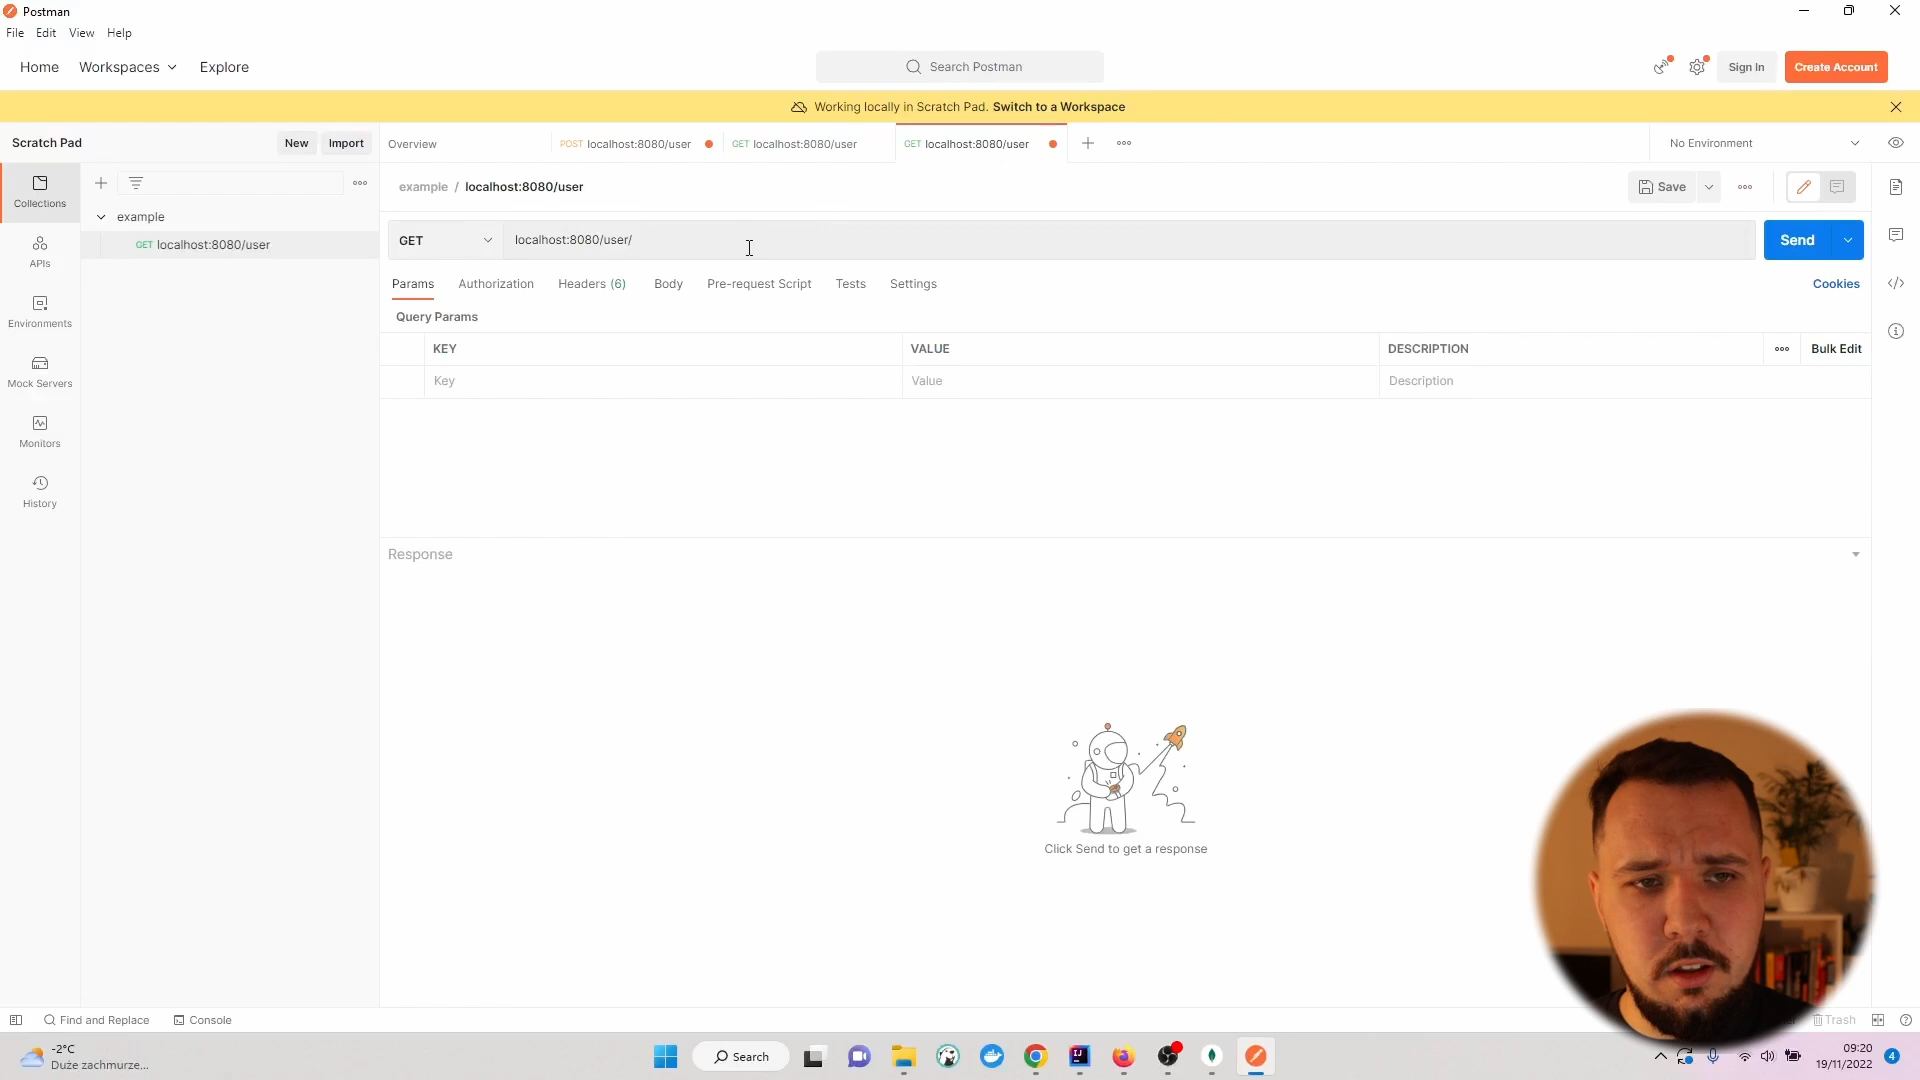 Postman
File Edit View Help
Home Workspaces Explore Search Postman Sign In Create Account
Working locally in Scratch Pad. Switch to a Workspace
Scratch Pad New Import Overview POST localhost:8080/user GET localhost:8080/user GET localhost:8080/user No Environment
example / localhost:8080/user Save
Collections
example
GET localhost:8080/user
APIs
Environments
Mock Servers
Monitors
History
GET localhost:8080/user/ Send
Params Authorization Headers (6) Body Pre-request Script Tests Settings Cookies
Query Params
KEY VALUE DESCRIPTION Bulk Edit
Key Value Description
Response
Click Send to get a response
Find and Replace Console Trash
-2°C
Duże zachmurze...
Search
IJ
09:20
19/11/2022
4